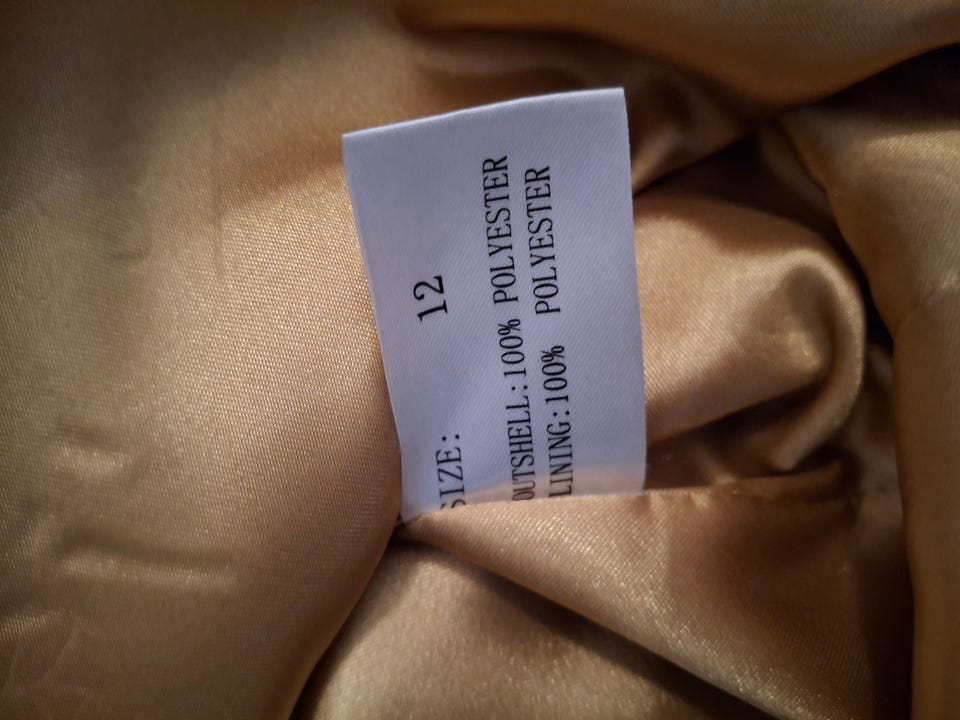 SIZE: 12
OUTSHELL:100% POLYESTER
LINING:100% POLYESTER